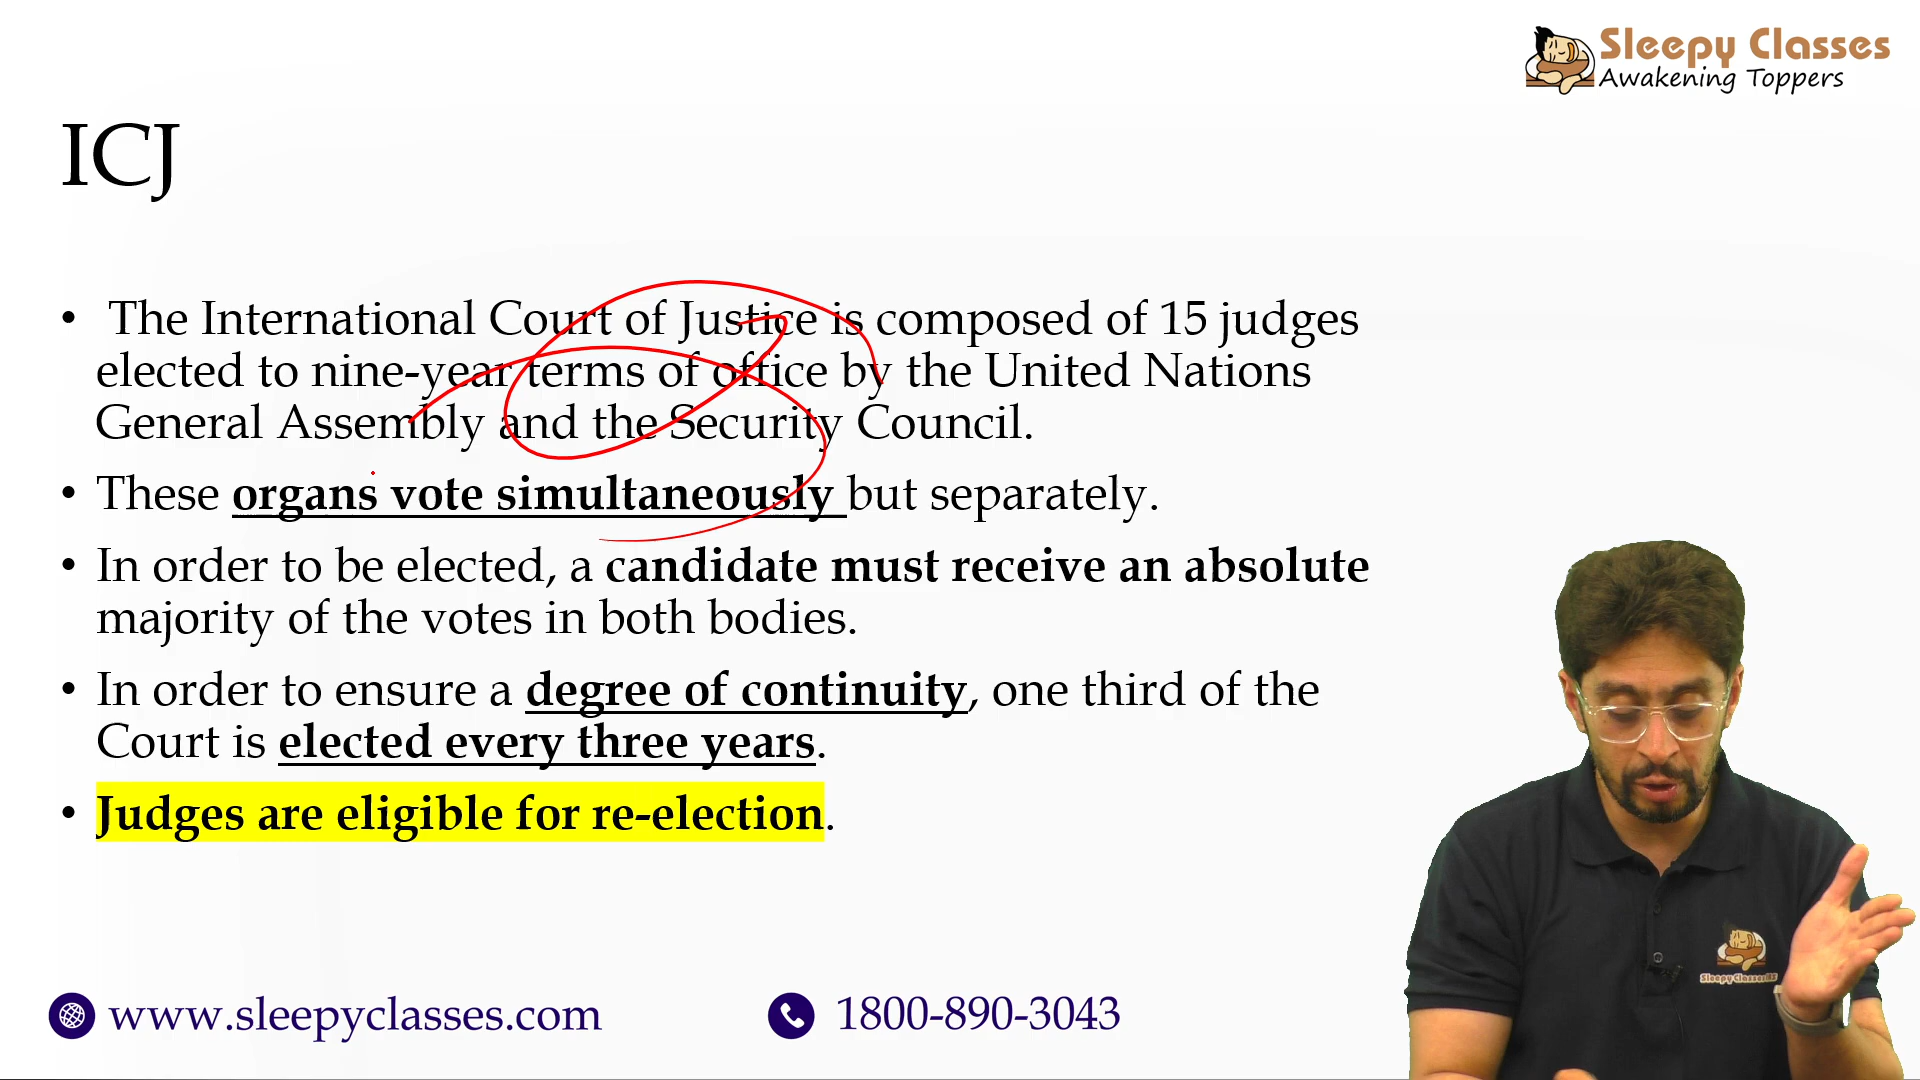 Sleepy Classes
Awakening Toppers
ICJ
• The International Court of Justice is composed of 15 judges
elected to nine-year terms of office by the United Nations
General Assembly and the Security Council.
• These organs vote simultaneously but separately.
• In order to be elected, a candidate must receive an absolute
majority of the votes in both bodies.
• In order to ensure a degree of continuity, one third of the
Court is elected every three years.
• Judges are eligible for re-election.
www.sleepyclasses.com
1800-890-3043